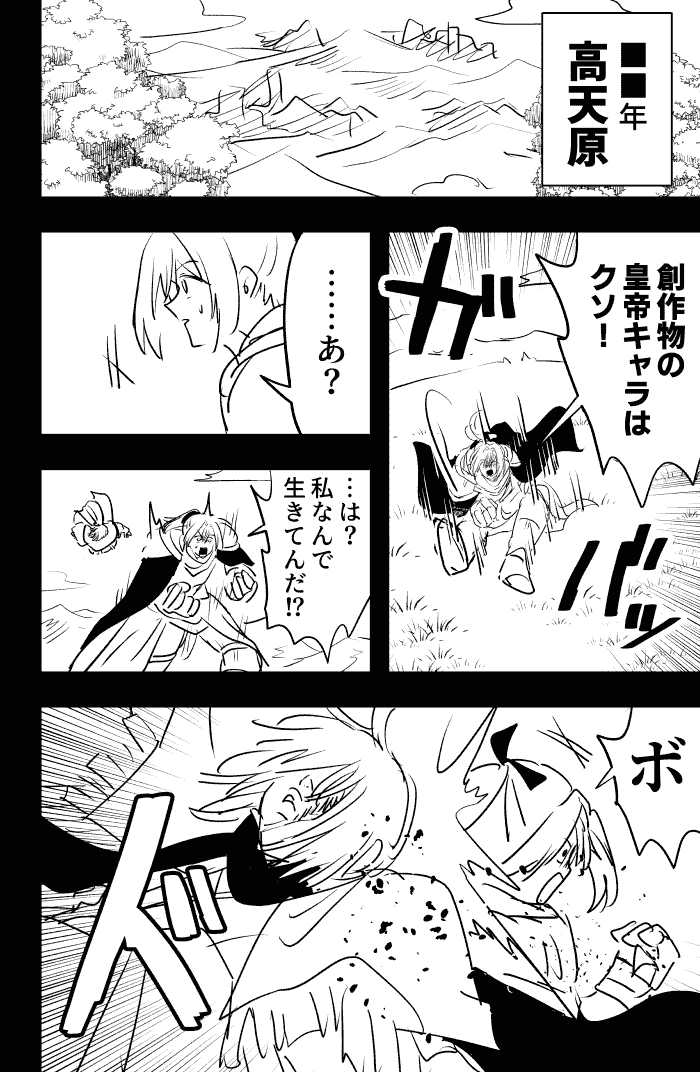 ■■年
高天原
創作物の
皇帝キャラは
クソ！
ガバッ
……あ？
…は？
私なんで
生きてんだ!?
ボ
ド